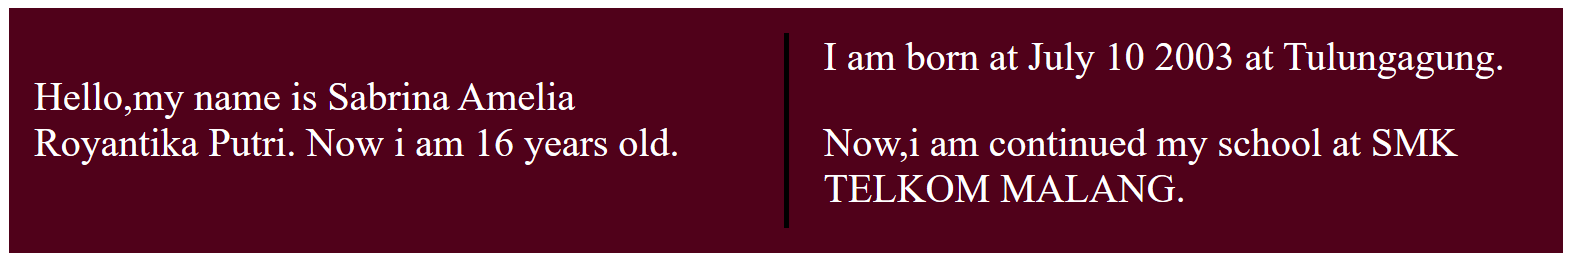 Hello,my name is Sabrina Amelia
Royantika Putri. Now i am 16 years old.
I am born at July 10 2003 at Tulungagung.
Now,i am continued my school at SMK
TELKOM MALANG.